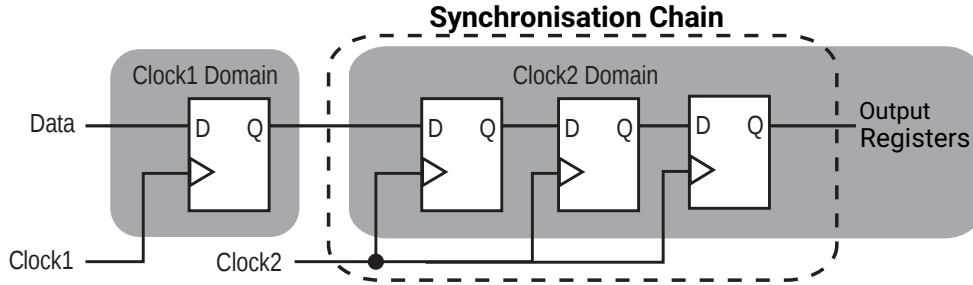 Synchronisation Chain
Clock1 Domain
Clock2 Domain
Data
D Q
D Q
D Q
D Q
Output
Registers
Clock1
Clock2